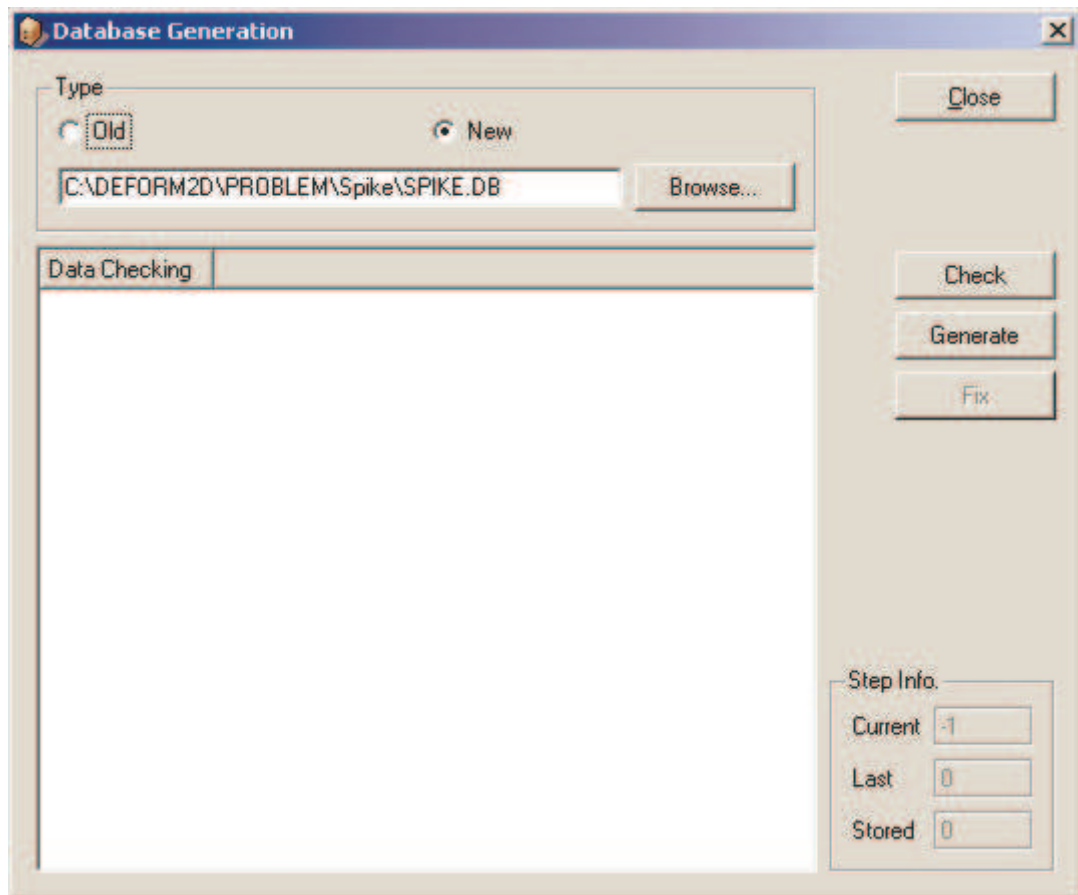 Database Generation
Type
Close
Old New
C:\DEFORM2D\PROBLEM\Spike\SPIKE.DB Browse...
Data Checking
Check
Generate
Fix
Step Info.
Current -1
Last 0
Stored 0